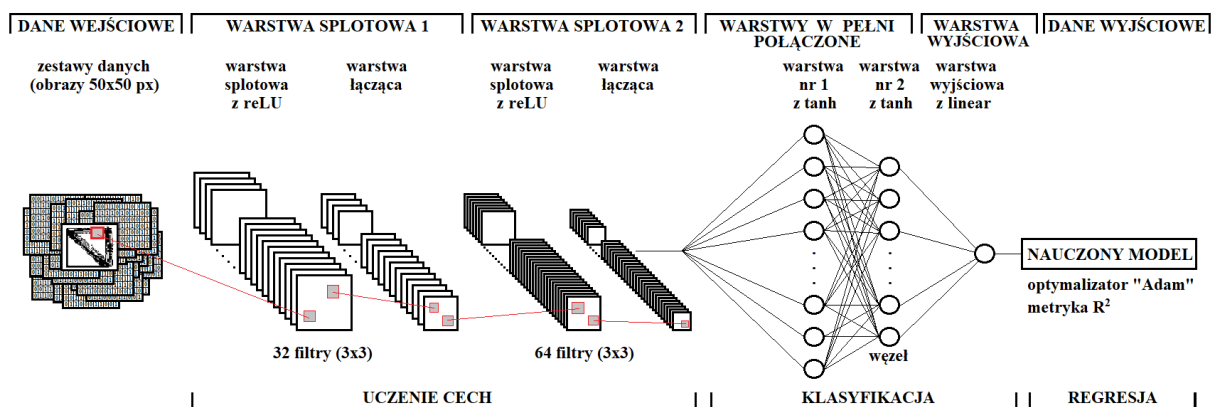 DANE WEJŚCIOWE
WARSTWA SPLOTOWA 1
WARSTWA SPLOTOWA 2
WARSTWY W PEŁNI
POŁĄCZONE
WARSTWA
WYJŚCIOWA
DANE WYJŚCIOWE
zestawy danych
(obrazy 50x50 px)
warstwa
splotowa
z reLU
warstwa
łącząca
warstwa
splotowa
z reLU
warstwa
łącząca
warstwa
nr 1
z tanh
warstwa
nr 2
z tanh
warstwa
wyjściowa
z linear
NAUCZONY MODEL
optymalizator "Adam"
metryka R²
32 filtry (3x3)
64 filtry (3x3)
węzeł
UCZENIE CECH
KLASYFIKACJA
REGRESJA